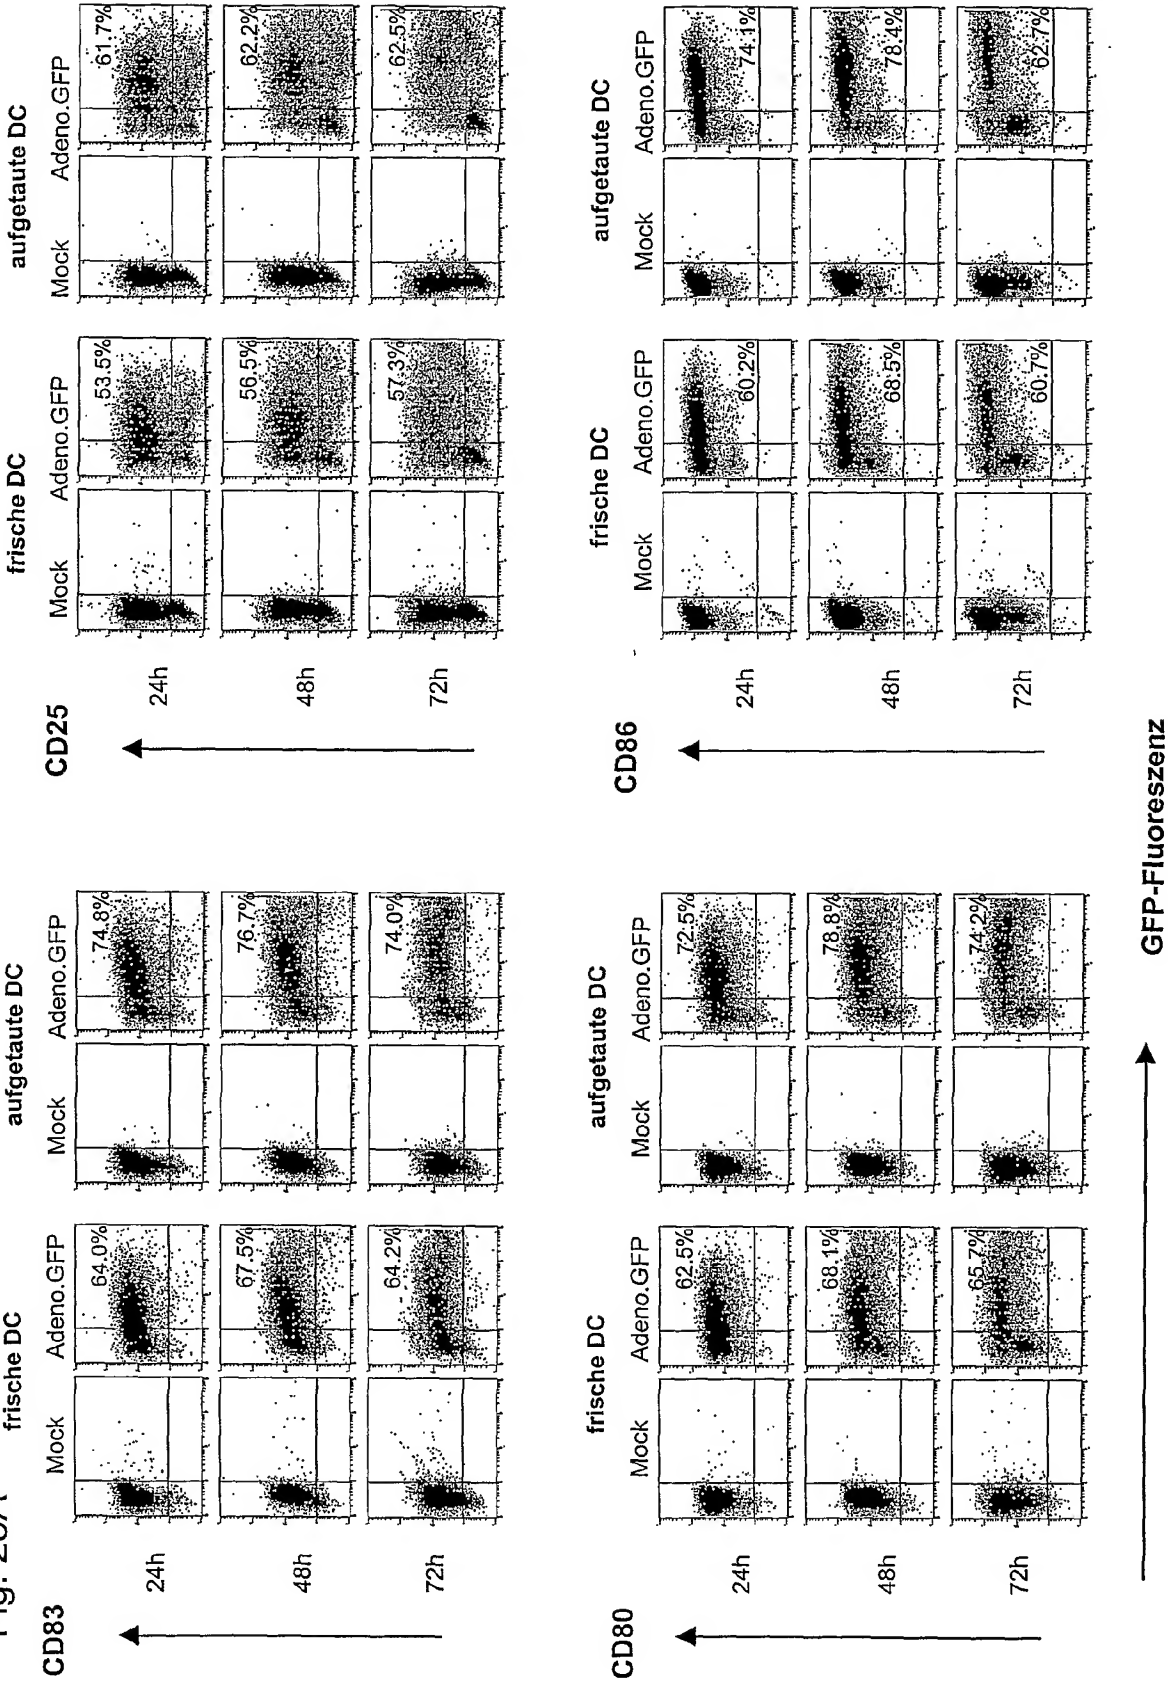 frische DC aufgetaute DC
CD83 Mock Adeno.GFP Mock Adeno.GFP
24h 64.0% 74.8%
48h 67.5% 76.7%
72h 64.2% 74.0%
frische DC aufgetaute DC
CD25 Mock Adeno.GFP Mock Adeno.GFP
24h 53.5% 61.7%
48h 56.5% 62.2%
72h 57.3% 62.5%
frische DC aufgetaute DC
CD80 Mock Adeno.GFP Mock Adeno.GFP
24h 62.5% 72.5%
48h 68.1% 78.8%
72h 65.7% 74.2%
frische DC aufgetaute DC
CD86 Mock Adeno.GFP Mock Adeno.GFP
24h 60.2% 74.1%
48h 68.5% 78.4%
72h 60.7% 62.7%
GFP-Fluoreszenz